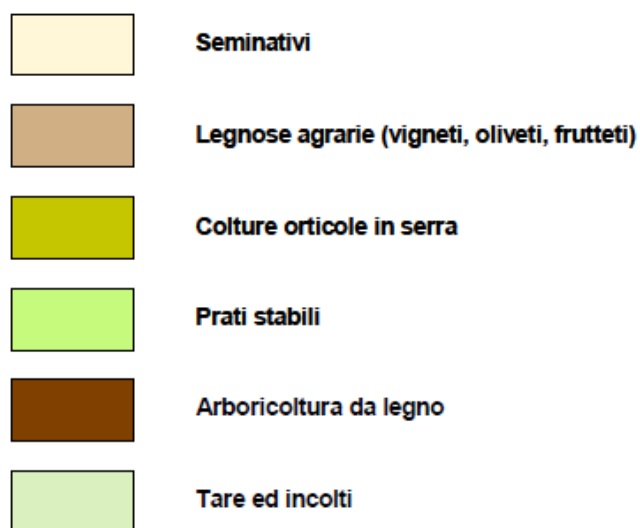 Seminativi
Legnose agrarie (vigneti, oliveti, frutteti)
Colture orticole in serra
Prati stabili
Arboricoltura da legno
Tare ed incolti